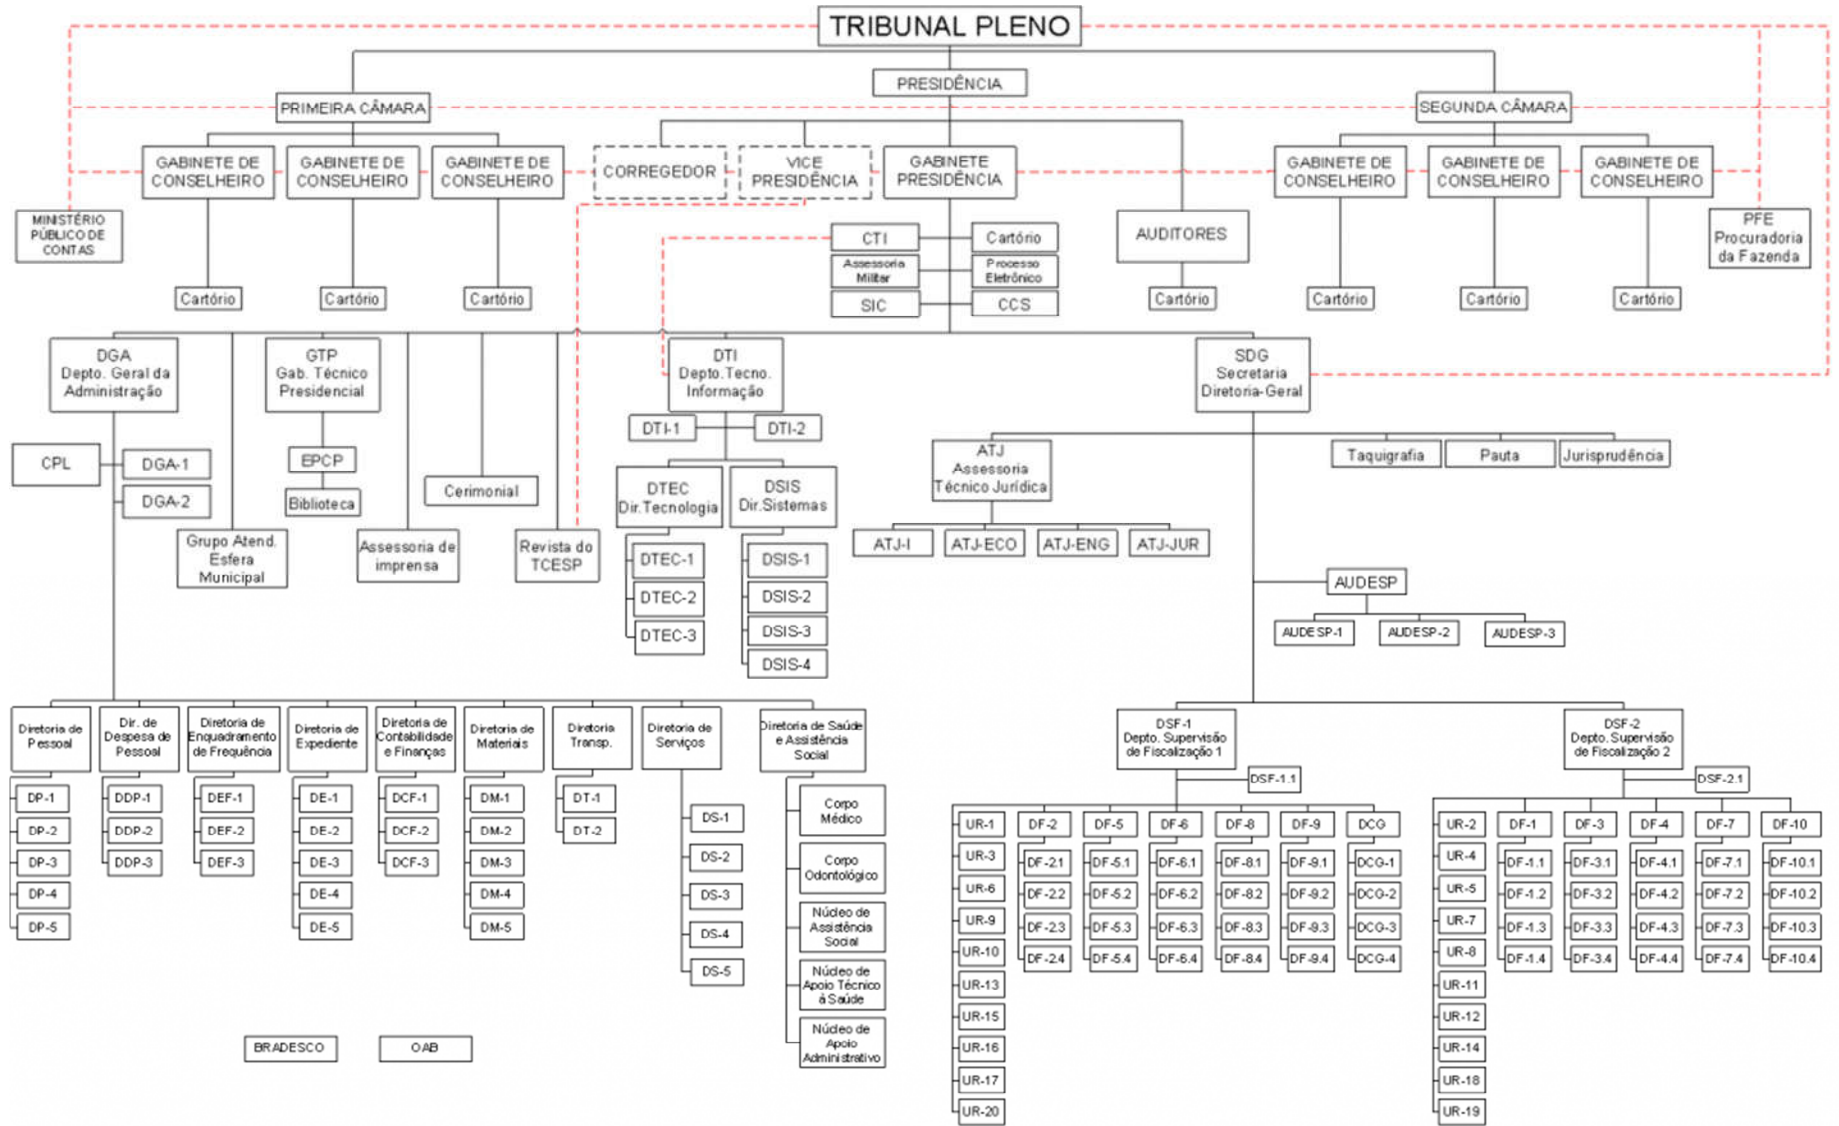 TRIBUNAL PLENO
PRESIDÊNCIA
PRIMEIRA CÂMARA
SEGUNDA CÂMARA
GABINETE DE
CONSELHEIRO
GABINETE DE
CONSELHEIRO
GABINETE DE
CONSELHEIRO
CORREGEDOR
VICE
PRESIDÊNCIA
GABINETE
PRESIDÊNCIA
GABINETE DE
CONSELHEIRO
GABINETE DE
CONSELHEIRO
GABINETE DE
CONSELHEIRO
MINISTÉRIO
PÚBLICO DE
CONTAS
AUDITORES
PFE
Procuradoria
da Fazenda
CTI
Cartório
Assessoria
Militar
Processo
Eletrônico
SIC
CCS
Cartório
Cartório
Cartório
Cartório
Cartório
Cartório
Cartório
DGA
Depto. Geral da
Administração
GTP
Gab. Técnico
Presidencial
DTI
Depto.Tecno.
Informação
SDG
Secretaria
Diretoria-Geral
CPL
DGA-1
DGA-2
EPCP
Biblioteca
Cerimonial
Grupo Atend.
Esfera
Municipal
Assessoria de
imprensa
Revista do
TCESP
DTI-1
DTI-2
DTEC
Dir.Tecnologia
DSIS
Dir.Sistemas
DTEC-1
DTEC-2
DTEC-3
DSIS-1
DSIS-2
DSIS-3
DSIS-4
ATJ
Assessoria
Técnico Jurídica
Taquigrafia
Pauta
Jurisprudência
ATJ-I
ATJ-ECO
ATJ-ENG
ATJ-JUR
AUDESP
AUDESP-1
AUDESP-2
AUDESP-3
Diretoria de
Pessoal
Dir. de
Despesa de
Pessoal
Diretoria de
Enquadramento
de Frequência
Diretoria de
Expediente
Diretoria de
Contabilidade
e Finanças
Diretoria de
Materiais
Diretoria
Transp.
Diretoria de
Serviços
Diretoria de Saúde
e Assistência
Social
DP-1
DP-2
DP-3
DP-4
DP-5
DDP-1
DDP-2
DDP-3
DEF-1
DEF-2
DEF-3
DE-1
DE-2
DE-3
DE-4
DE-5
DCF-1
DCF-2
DCF-3
DM-1
DM-2
DM-3
DM-4
DM-5
DT-1
DT-2
DS-1
DS-2
DS-3
DS-4
DS-5
Corpo
Médico
Corpo
Odontológico
Núcleo de
Assistência
Social
Núcleo de
Apoio Técnico
à Saúde
Núcleo de
Apoio
Administrativo
BRADESCO
OAB
DSF-1
Depto. Supervisão
de Fiscalização 1
DSF-1.1
UR-1
UR-3
UR-6
UR-9
UR-10
UR-13
UR-15
UR-16
UR-17
UR-20
DF-2
DF-2.1
DF-2.2
DF-2.3
DF-2.4
DF-5
DF-5.1
DF-5.2
DF-5.3
DF-5.4
DF-6
DF-6.1
DF-6.2
DF-6.3
DF-6.4
DF-8
DF-8.1
DF-8.2
DF-8.3
DF-8.4
DF-9
DF-9.1
DF-9.2
DF-9.3
DF-9.4
DCG
DCG-1
DCG-2
DCG-3
DCG-4
DSF-2
Depto. Supervisão
de Fiscalização 2
DSF-2.1
UR-2
UR-4
UR-5
UR-7
UR-8
UR-11
UR-12
UR-14
UR-18
UR-19
DF-1
DF-1.1
DF-1.2
DF-1.3
DF-1.4
DF-3
DF-3.1
DF-3.2
DF-3.3
DF-3.4
DF-4
DF-4.1
DF-4.2
DF-4.3
DF-4.4
DF-7
DF-7.1
DF-7.2
DF-7.3
DF-7.4
DF-10
DF-10.1
DF-10.2
DF-10.3
DF-10.4